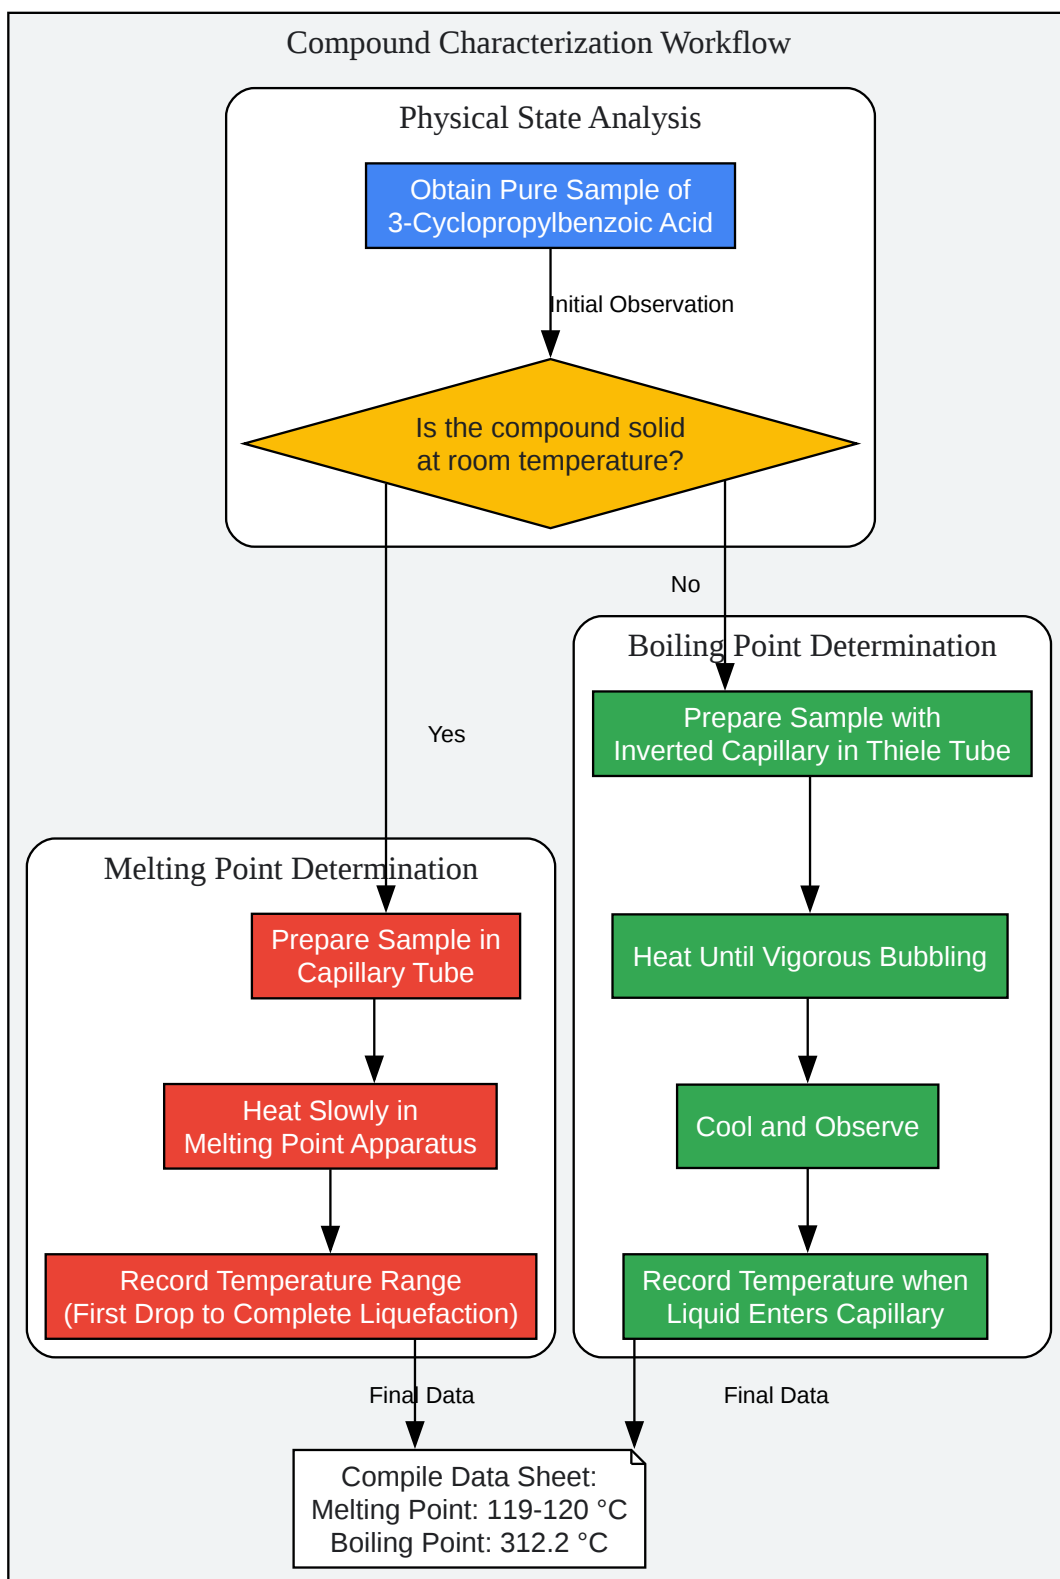 Compound Characterization Workflow
Physical State Analysis
Obtain Pure Sample of
3-Cyclopropylbenzoic Acid
Initial Observation
Is the compound solid
at room temperature?
No
Yes
Boiling Point Determination
Prepare Sample with
Inverted Capillary in Thiele Tube
Heat Until Vigorous Bubbling
Cool and Observe
Record Temperature when
Liquid Enters Capillary
Melting Point Determination
Prepare Sample in
Capillary Tube
Heat Slowly in
Melting Point Apparatus
Record Temperature Range
(First Drop to Complete Liquefaction)
Final Data
Final Data
Compile Data Sheet:
Melting Point: 119-120 °C
Boiling Point: 312.2 °C